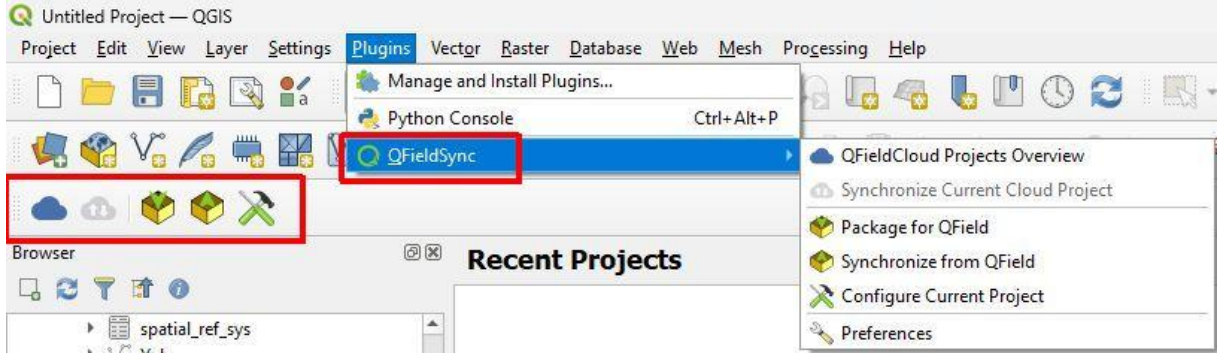 Untitled Project — QGIS
Project Edit View Layer Settings Plugins Vector Raster Database Web Mesh Processing Help
Manage and Install Plugins...
Python Console Ctrl+Alt+P
QFieldSync
QFieldCloud Projects Overview
Synchronize Current Cloud Project
Package for QField
Synchronize from QField
Configure Current Project
Preferences
Browser
Recent Projects
spatial_ref_sys